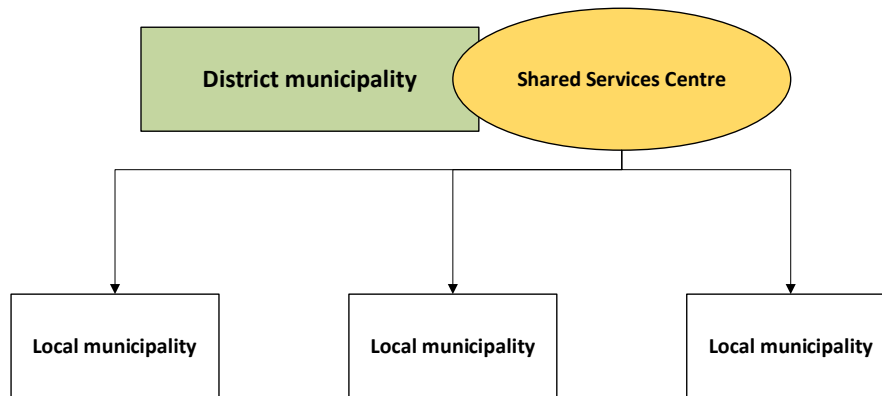 District municipality
Shared Services Centre
Local municipality
Local municipality
Local municipality